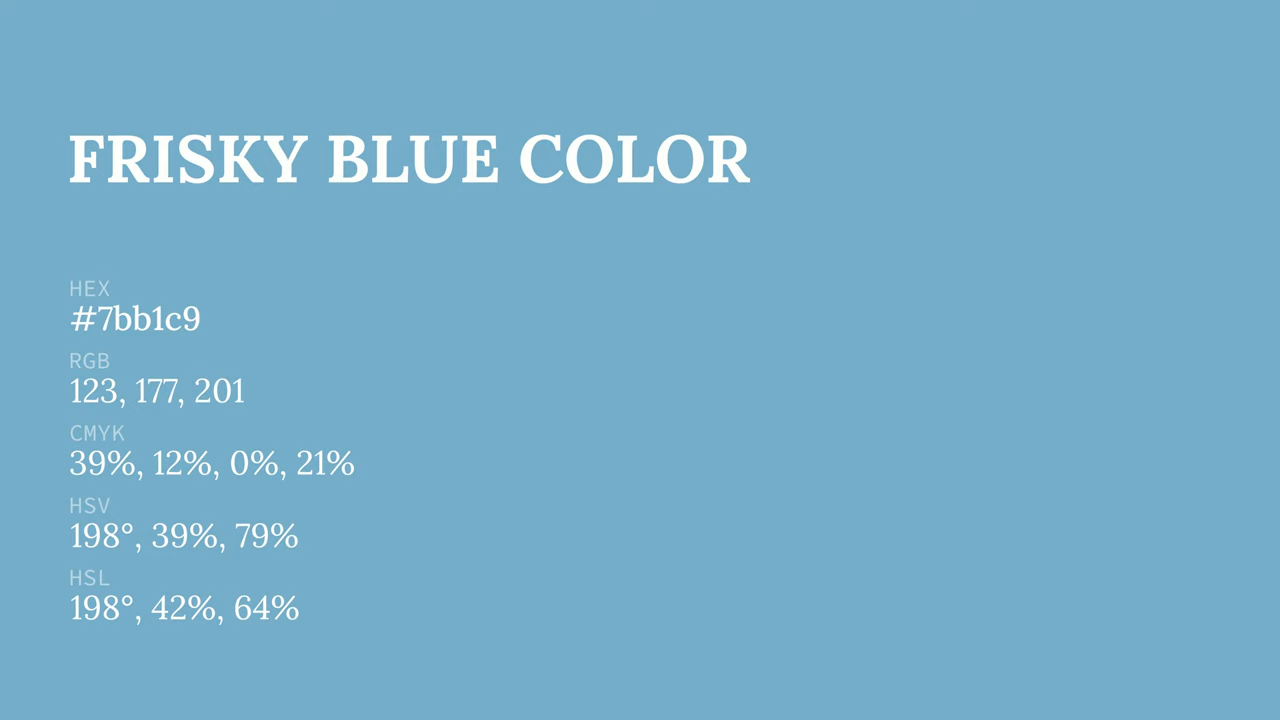 FRISKY BLUE COLOR
HEX
#7bb1c9
RGB
123, 177, 201
CMYK
39%, 12%, 0%, 21%
HSV
198°, 39%, 79%
HSL
198°, 42%, 64%